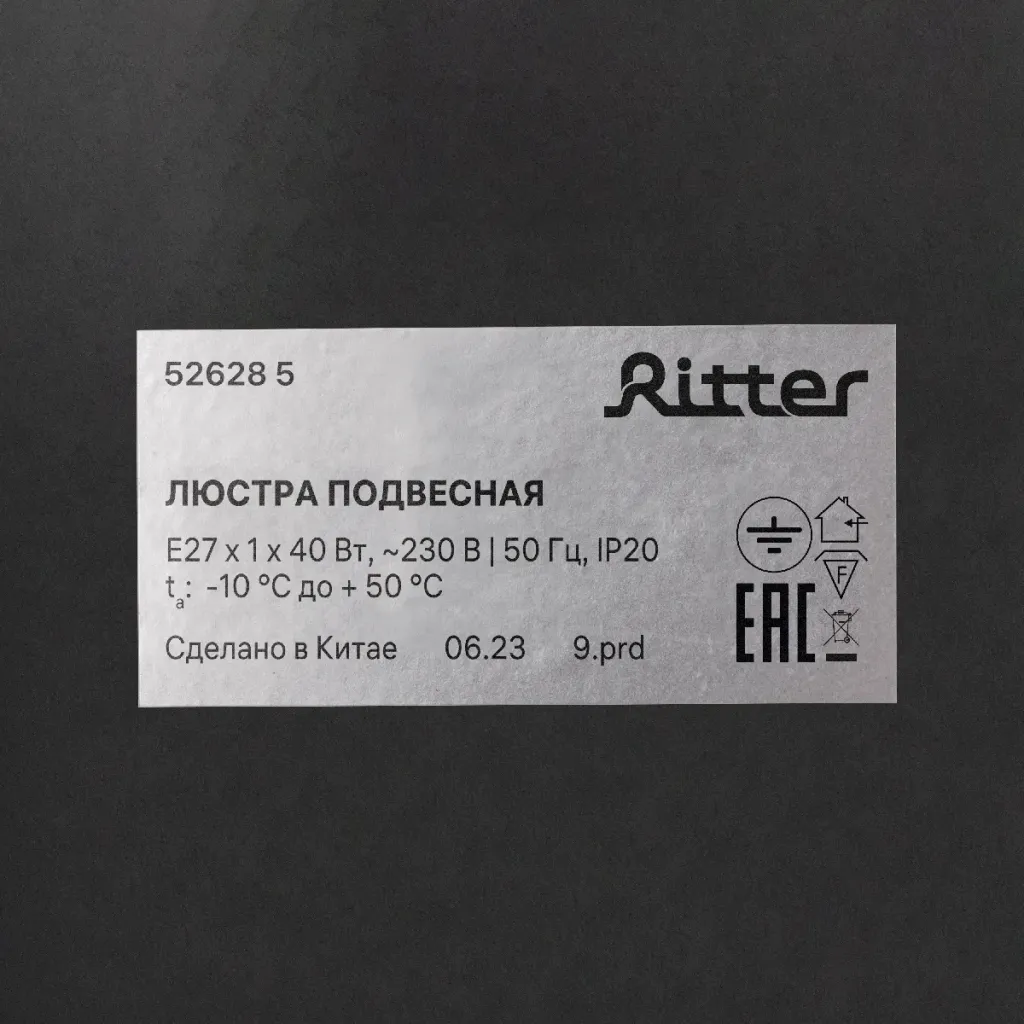 52628 5
Ritter
ЛЮСТРА ПОДВЕСНАЯ
E27 x 1 x 40 Вт, ~230 В | 50 Гц, IP20
ta: -10 °C до + 50 °C
F
EAC
Сделано в Китае 06.23 9.prd